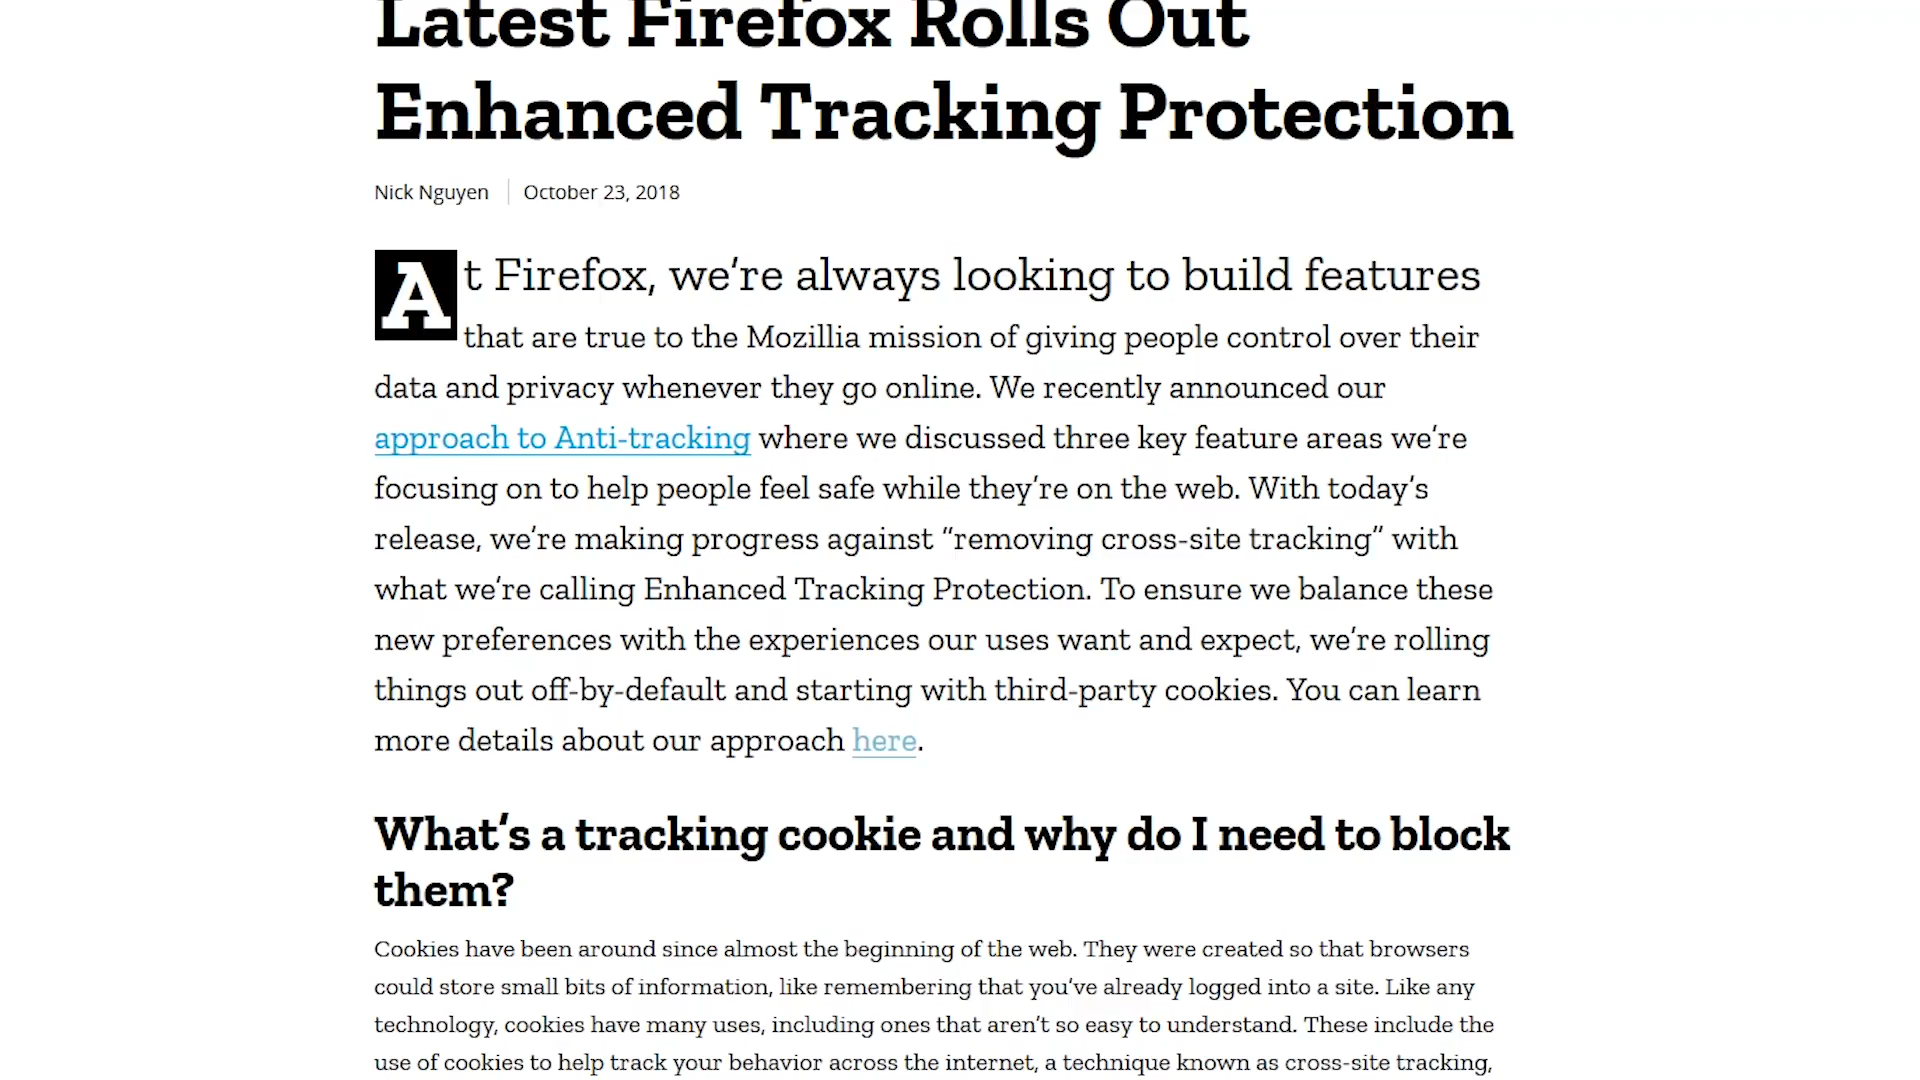 Latest Firefox Rolls Out
Enhanced Tracking Protection
Nick Nguyen
October 23, 2018
At Firefox, we’re always looking to build features
that are true to the Mozillia mission of giving people control over their
data and privacy whenever they go online. We recently announced our
approach to Anti-tracking where we discussed three key feature areas we’re
focusing on to help people feel safe while they’re on the web. With today’s
release, we’re making progress against “removing cross-site tracking” with
what we’re calling Enhanced Tracking Protection. To ensure we balance these
new preferences with the experiences our uses want and expect, we’re rolling
things out off-by-default and starting with third-party cookies. You can learn
more details about our approach here.
What’s a tracking cookie and why do I need to block
them?
Cookies have been around since almost the beginning of the web. They were created so that browsers
could store small bits of information, like remembering that you’ve already logged into a site. Like any
technology, cookies have many uses, including ones that aren’t so easy to understand. These include the
use of cookies to help track your behavior across the internet, a technique known as cross-site tracking,